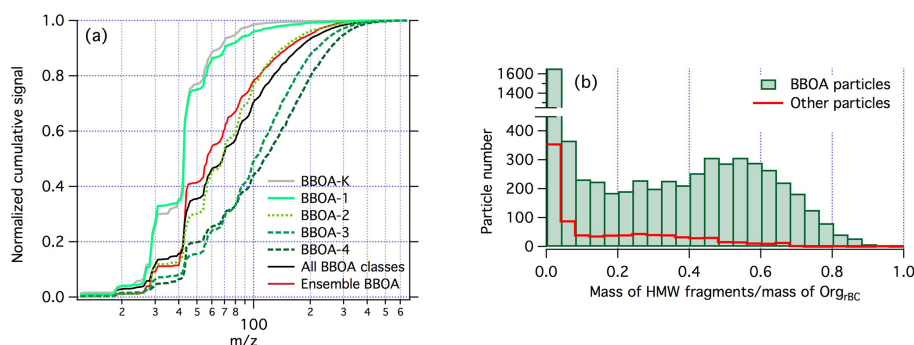 (a)
Normalized cumulative signal
1.0
0.8
0.6
0.4
0.2
0.0
BBOA-K
BBOA-1
BBOA-2
BBOA-3
BBOA-4
All BBOA classes
Ensemble BBOA
2 3 4 5 6 7 8 100 2 3 4 5 6
m/z
(b)
Particle number
1600
1400
400
300
200
100
0
BBOA particles
Other particles
0.0 0.2 0.4 0.6 0.8 1.0
Mass of HMW fragments/mass of OrgrBC